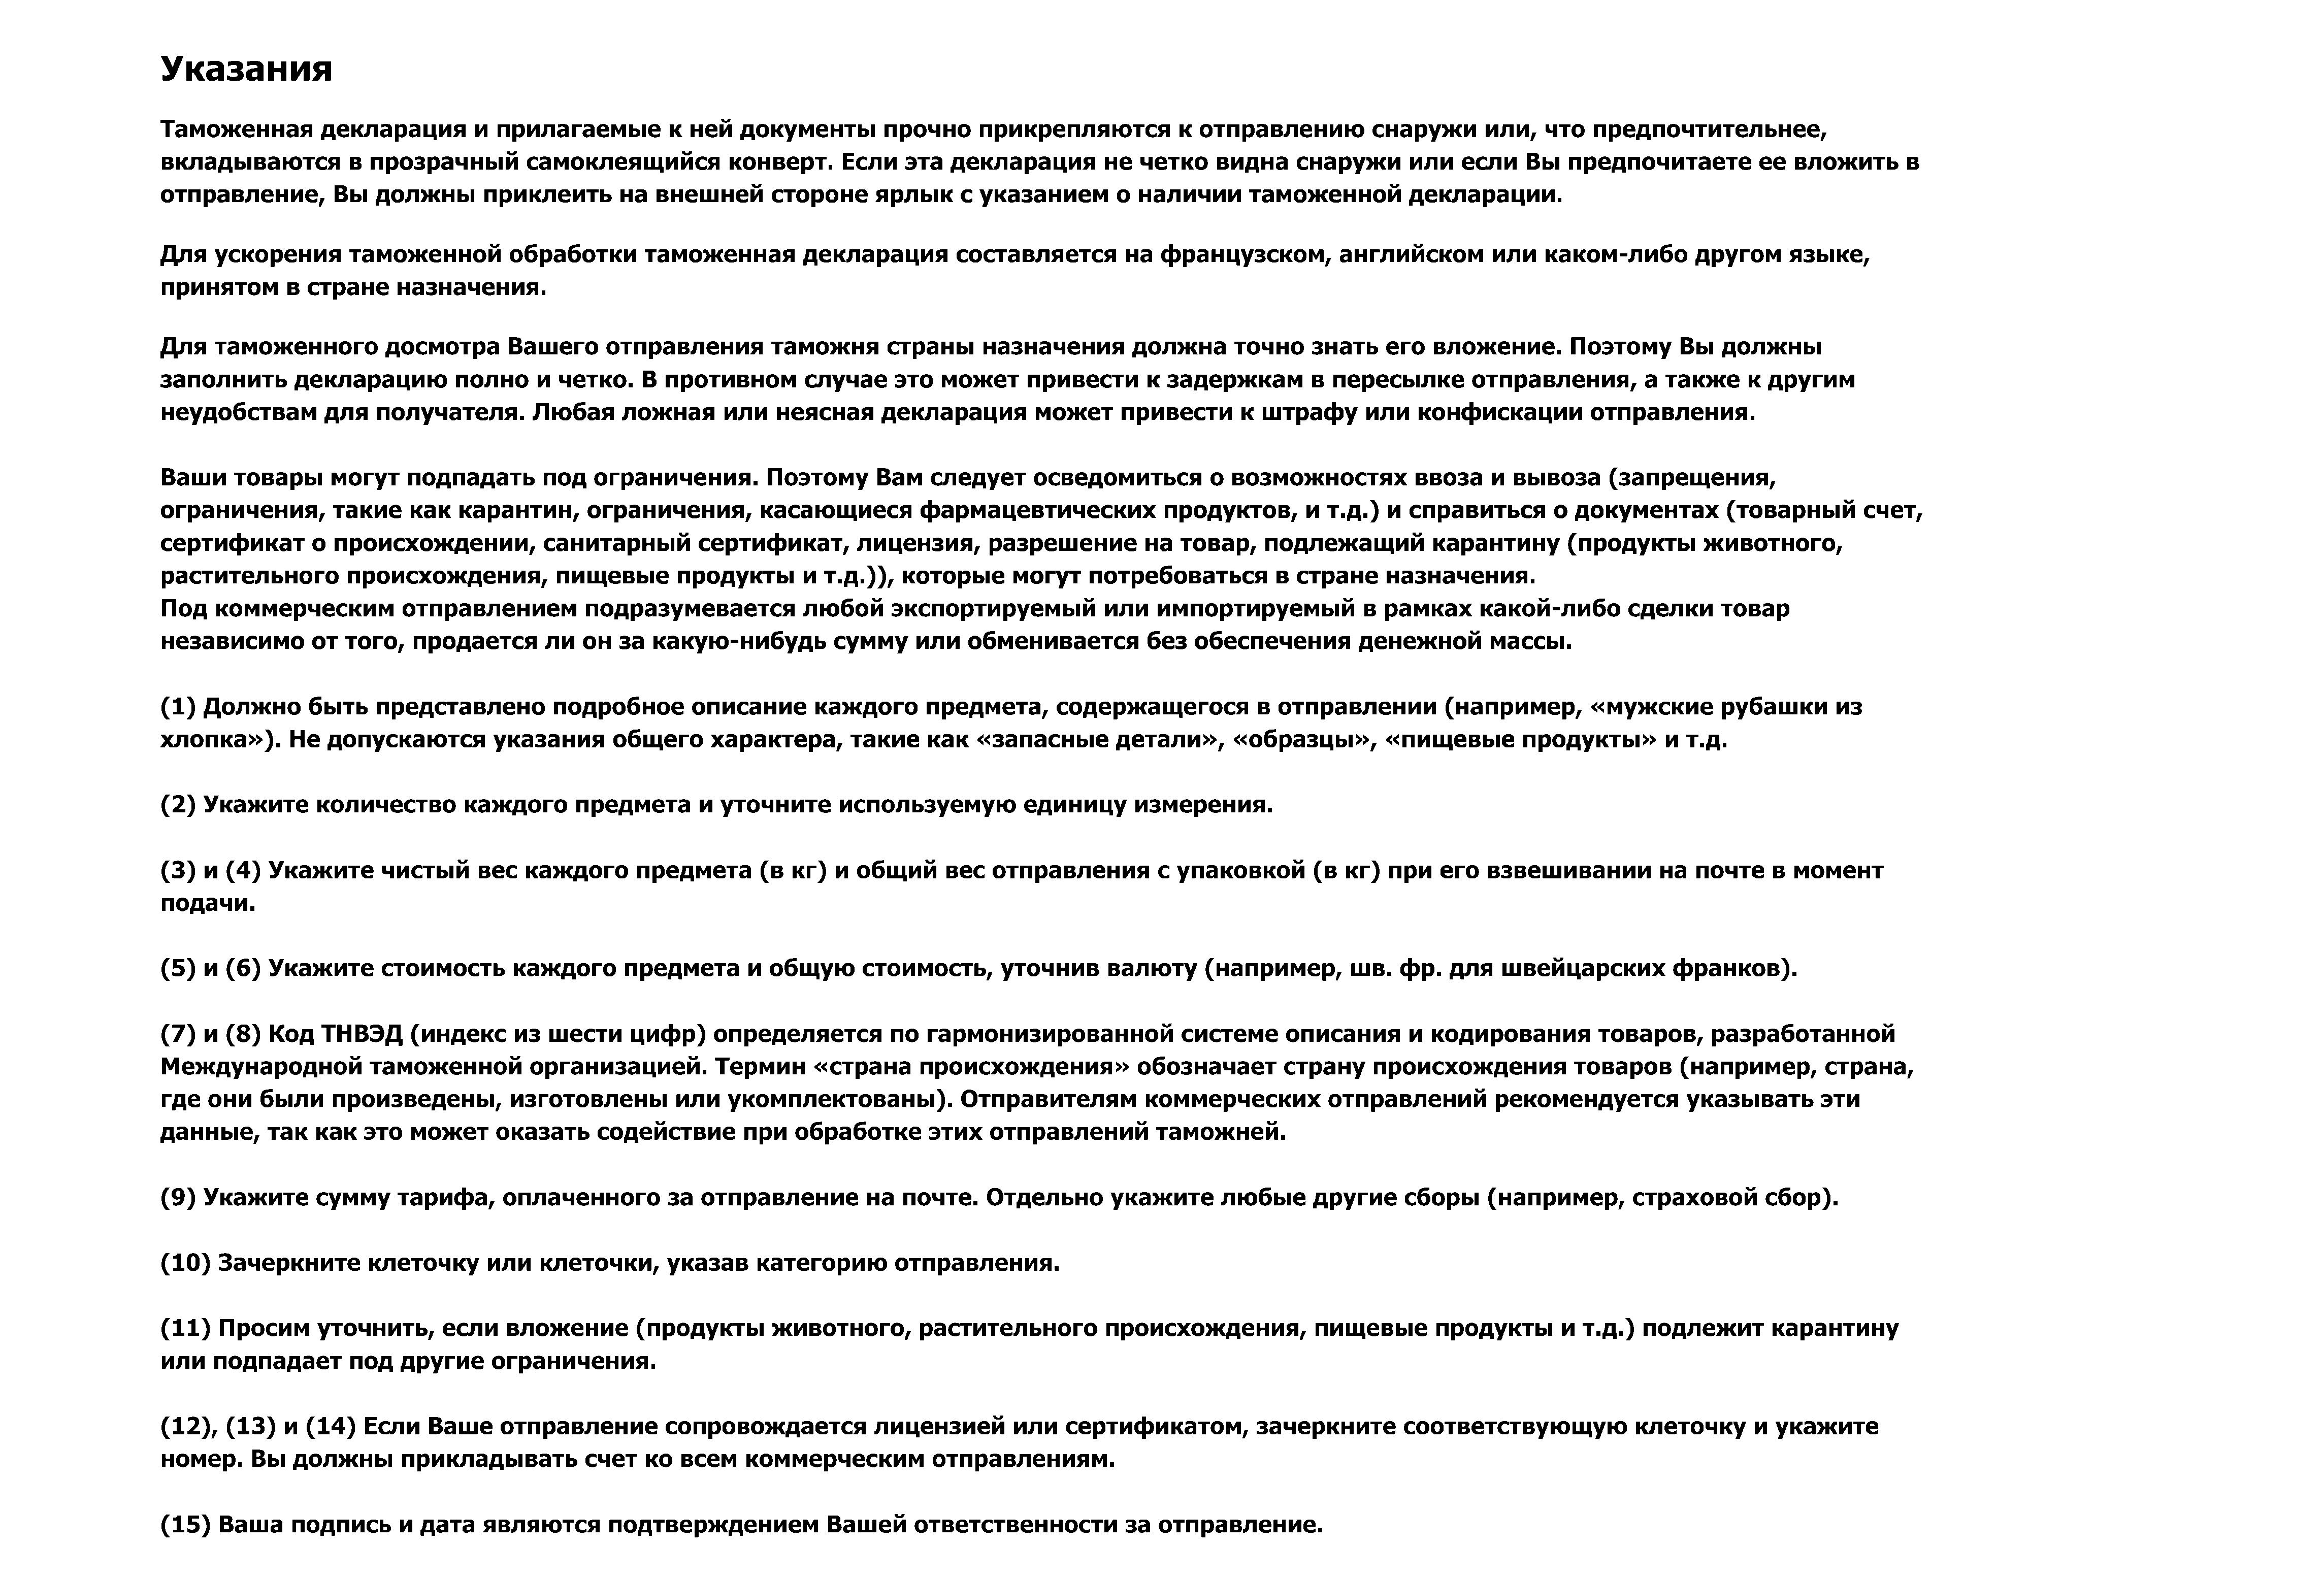 Указания
Таможенная декларация и прилагаемые к ней документы прочно прикрепляются к отправлению снаружи или, что предпочтительнее,
вкладываются в прозрачный самоклеящийся конверт. Если эта декларация не четко видна снаружи или если Вы предпочитаете ее вложить в
отправление, Вы должны приклеить на внешней стороне ярлык с указанием о наличии таможенной декларации.
Для ускорения таможенной обработки таможенная декларация составляется на французском, английском или каком-либо другом языке,
принятом в стране назначения.
Для таможенного досмотра Вашего отправления таможня страны назначения должна точно знать его вложение. Поэтому Вы должны
заполнить декларацию полно и четко. В противном случае это может привести к задержкам в пересылке отправления, а также к другим
неудобствам для получателя. Любая ложная или неясная декларация может привести к штрафу или конфискации отправления.
Ваши товары могут подпадать под ограничения. Поэтому Вам следует осведомиться о возможностях ввоза и вывоза (запрещения,
ограничения, такие как карантин, ограничения, касающиеся фармацевтических продуктов, и т.д.) и справиться о документах (товарный счет,
сертификат о происхождении, санитарный сертификат, лицензия, разрешение на товар, подлежащий карантину (продукты животного,
растительного происхождения, пищевые продукты и т.д.)), которые могут потребоваться в стране назначения.
Под коммерческим отправлением подразумевается любой экспортируемый или импортируемый в рамках какой-либо сделки товар
независимо от того, продается ли он за какую-нибудь сумму или обменивается без обеспечения денежной массы.
(1) Должно быть представлено подробное описание каждого предмета, содержащегося в отправлении (например, «мужские рубашки из
хлопка»). Не допускаются указания общего характера, такие как «запасные детали», «образцы», «пищевые продукты» и т.д.
(2) Укажите количество каждого предмета и уточните используемую единицу измерения.
(3) и (4) Укажите чистый вес каждого предмета (в кг) и общий вес отправления с упаковкой (в кг) при его взвешивании на почте в момент
подачи.
(5) и (6) Укажите стоимость каждого предмета и общую стоимость, уточнив валюту (например, шв. фр. для швейцарских франков).
(7) и (8) Код ТНВЭД (индекс из шести цифр) определяется по гармонизированной системе описания и кодирования товаров, разработанной
Международной таможенной организацией. Термин «страна происхождения» обозначает страну происхождения товаров (например, страна,
где они были произведены, изготовлены или укомплектованы). Отправителям коммерческих отправлений рекомендуется указывать эти
данные, так как это может оказать содействие при обработке этих отправлений таможней.
(9) Укажите сумму тарифа, оплаченного за отправление на почте. Отдельно укажите любые другие сборы (например, страховой сбор).
(10) Зачеркните клеточку или клеточки, указав категорию отправления.
(11) Просим уточнить, если вложение (продукты животного, растительного происхождения, пищевые продукты и т.д.) подлежит карантину
или подпадает под другие ограничения.
(12), (13) и (14) Если Ваше отправление сопровождается лицензией или сертификатом, зачеркните соответствующую клеточку и укажите
номер. Вы должны прикладывать счет ко всем коммерческим отправлениям.
(15) Ваша подпись и дата являются подтверждением Вашей ответственности за отправление.